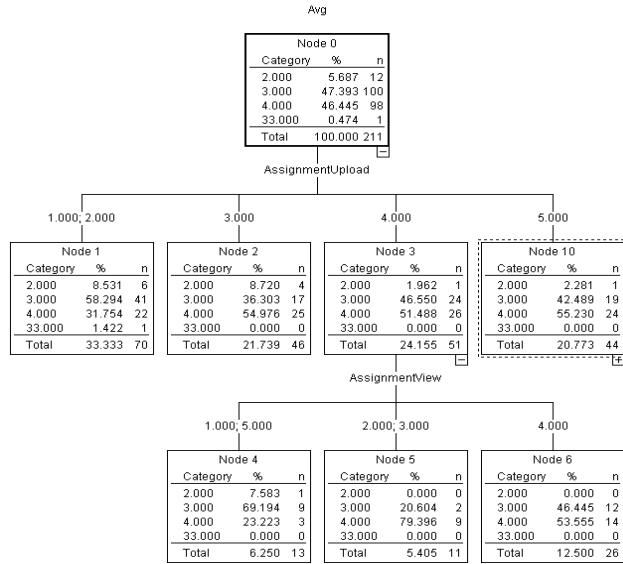 Avg
Node 0
Category % n
2.000 5.687 12
3.000 47.393 100
4.000 46.445 98
33.000 0.474 1
Total 100.000 211
AssignmentUpload
1.000; 2.000 3.000 4.000 5.000
Node 1
Category % n
2.000 8.531 6
3.000 58.294 41
4.000 31.754 22
33.000 1.422 1
Total 33.333 70
Node 2
Category % n
2.000 8.720 4
3.000 36.303 17
4.000 54.976 25
33.000 0.000 0
Total 21.739 46
Node 3
Category % n
2.000 1.962 1
3.000 46.550 24
4.000 51.488 26
33.000 0.000 0
Total 24.155 51
Node 10
Category % n
2.000 2.281 1
3.000 42.489 19
4.000 55.230 24
33.000 0.000 0
Total 20.773 44
AssignmentView
1.000; 5.000 2.000; 3.000 4.000
Node 4
Category % n
2.000 7.583 1
3.000 69.194 9
4.000 23.223 3
33.000 0.000 0
Total 6.250 13
Node 5
Category % n
2.000 0.000 0
3.000 20.604 2
4.000 79.396 9
33.000 0.000 0
Total 5.405 11
Node 6
Category % n
2.000 0.000 0
3.000 46.445 12
4.000 53.555 14
33.000 0.000 0
Total 12.500 26